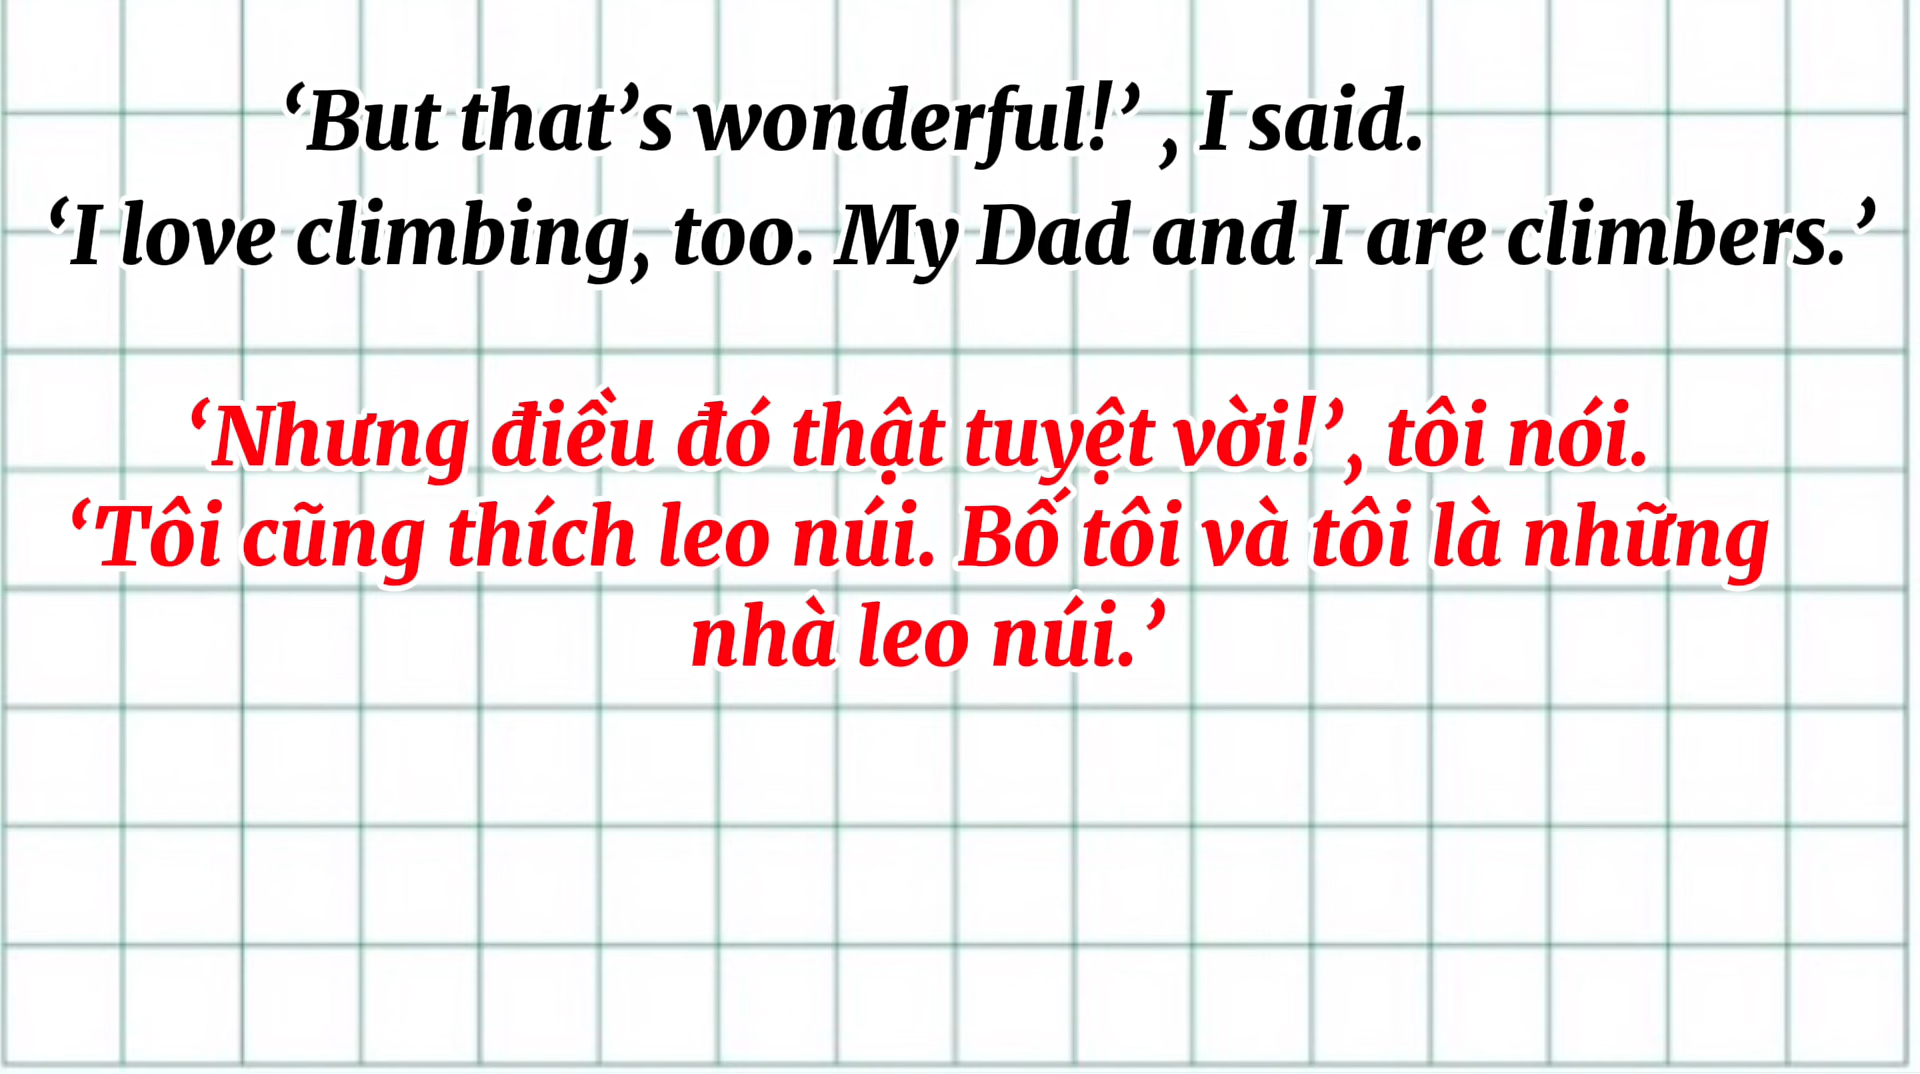 ‘But that’s wonderful!’ , I said.
‘I love climbing, too. My Dad and I are climbers.’
‘Nhưng điều đó thật tuyệt vời!’, tôi nói.
‘Tôi cũng thích leo núi. Bố tôi và tôi là những
nhà leo núi.’